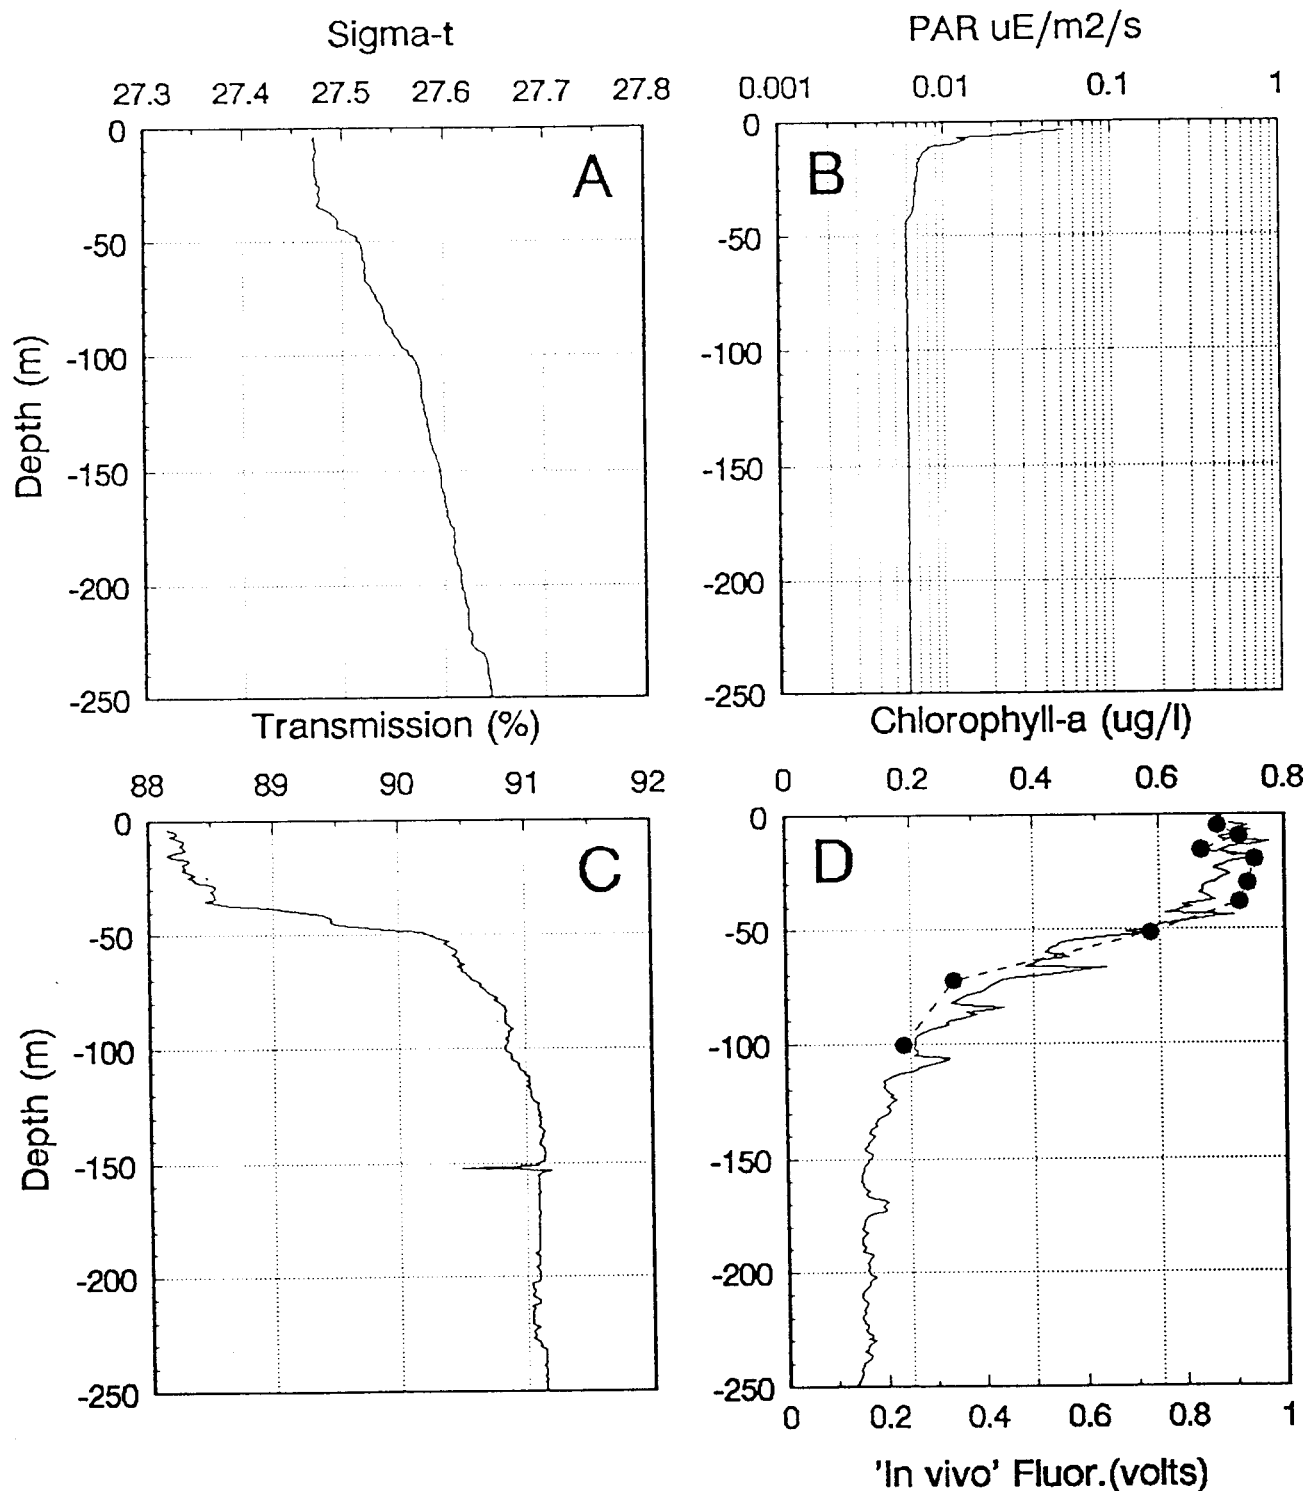 Sigma-t
27.3 27.4 27.5 27.6 27.7 27.8
0
-50
-100
-150
-200
-250
Depth (m)
A
PAR uE/m2/s
0.001 0.01 0.1 1
0
-50
-100
-150
-200
-250
B
Transmission (%)
88 89 90 91 92
0
-50
-100
-150
-200
-250
Depth (m)
C
Chlorophyll-a (ug/l)
0 0.2 0.4 0.6 0.8
0
-50
-100
-150
-200
-250
D
0 0.2 0.4 0.6 0.8 1
'In vivo' Fluor.(volts)